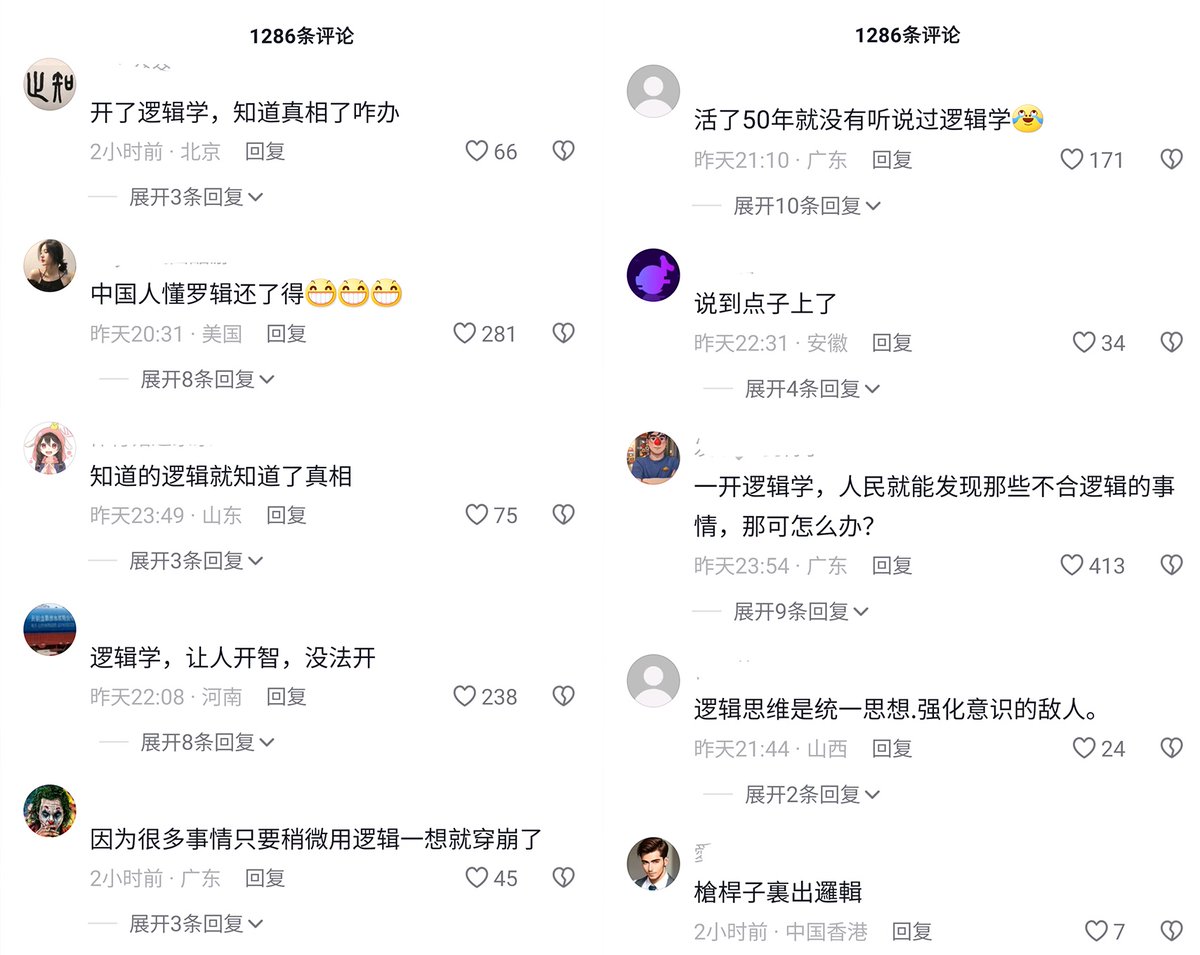 1286条评论
开了逻辑学，知道真相了咋办
2小时前 · 北京 回复
66
展开3条回复
中国人懂罗辑还了得😁😁😁
昨天20:31 · 美国 回复
281
展开8条回复
知道的逻辑就知道了真相
昨天23:49 · 山东 回复
75
展开3条回复
逻辑学，让人开智，没法开
昨天22:08 · 河南 回复
238
展开8条回复
因为很多事情只要稍微用逻辑一想就穿崩了
2小时前 · 广东 回复
45
展开3条回复
1286条评论
活了50年就没有听说过逻辑学😂
昨天21:10 · 广东 回复
171
展开10条回复
说到点子上了
昨天22:31 · 安徽 回复
34
展开4条回复
一开逻辑学，人民就能发现那些不合逻辑的事
情，那可怎么办？
昨天23:54 · 广东 回复
413
展开9条回复
逻辑思维是统一思想.强化意识的敌人。
昨天21:44 · 山西 回复
24
展开2条回复
槍桿子裏出邏輯
2小时前 · 中国香港 回复
7